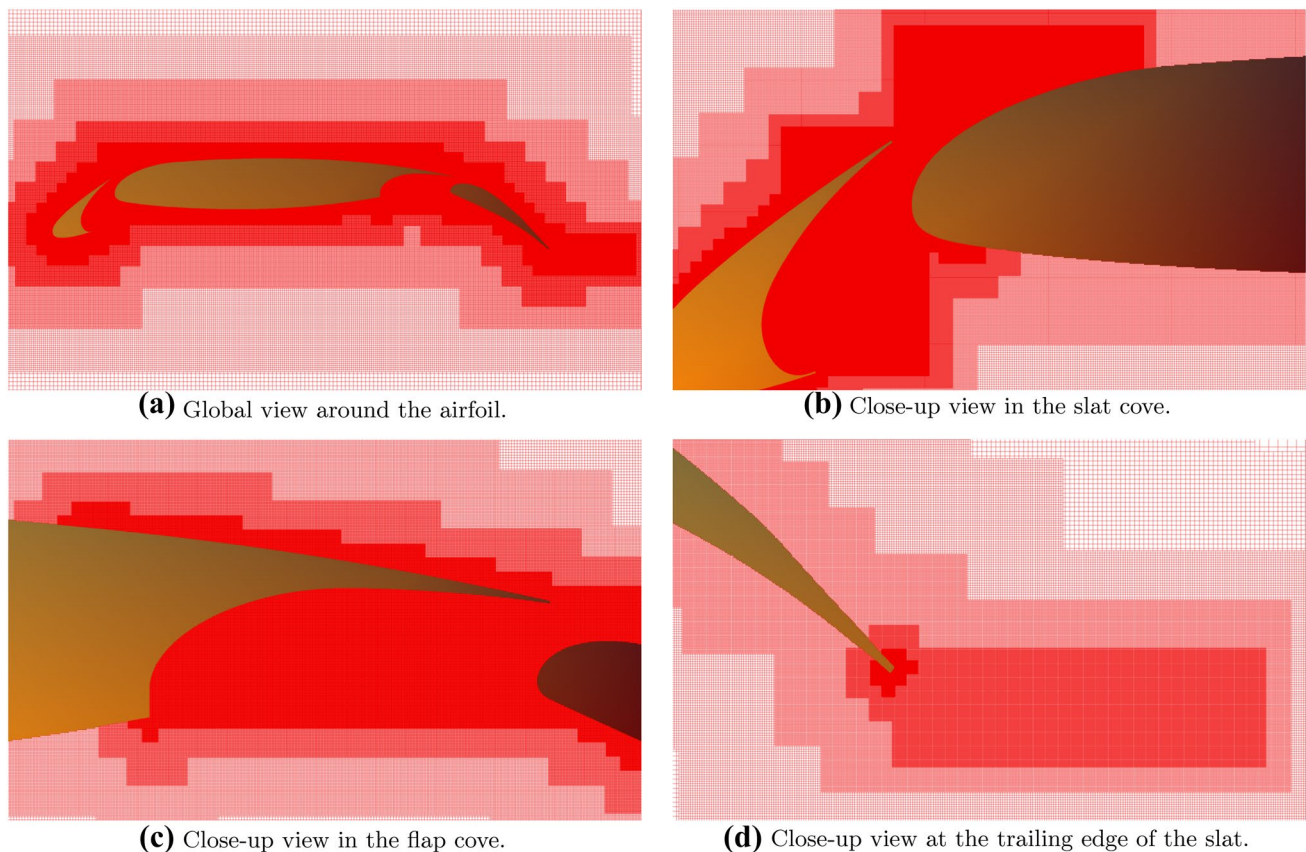 (a) Global view around the airfoil.
(b) Close-up view in the slat cove.
(c) Close-up view in the flap cove.
(d) Close-up view at the trailing edge of the slat.